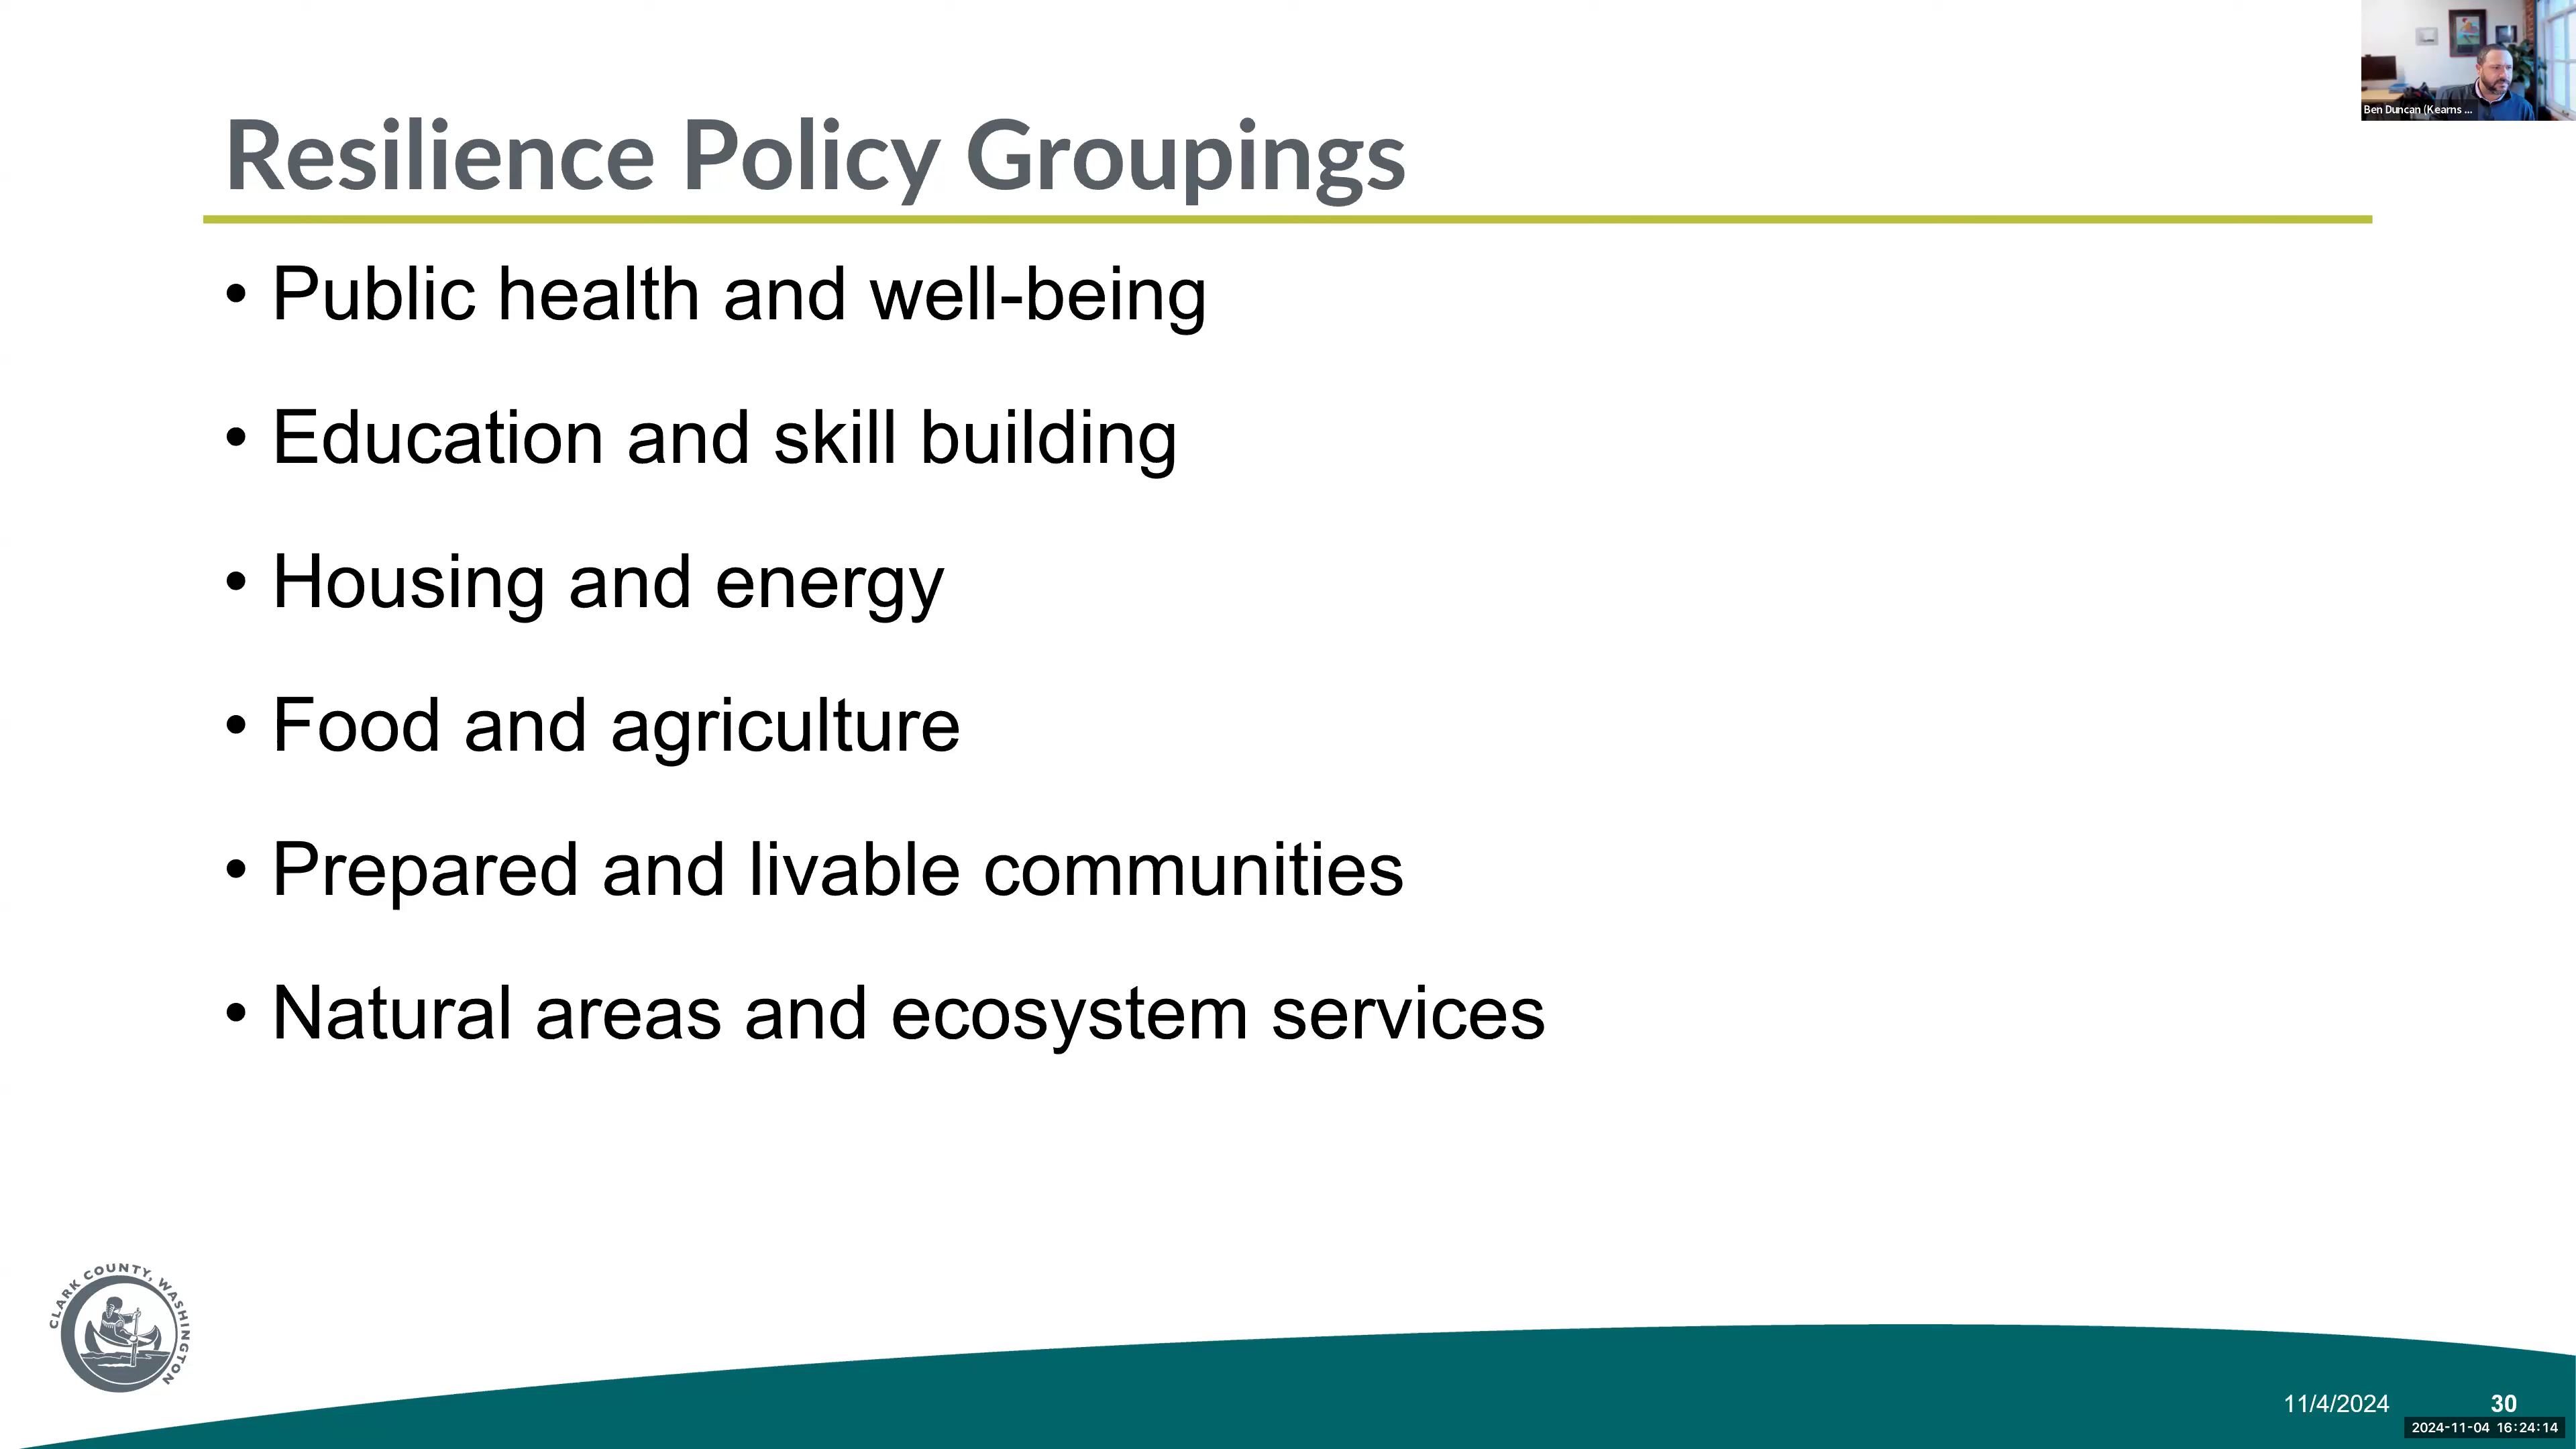 Ben Duncan (Kearns ...
Resilience Policy Groupings
• Public health and well-being
• Education and skill building
• Housing and energy
• Food and agriculture
• Prepared and livable communities
• Natural areas and ecosystem services
CLARK COUNTY, WASHINGTON
11/4/2024
30
2024-11-04 16:24:14